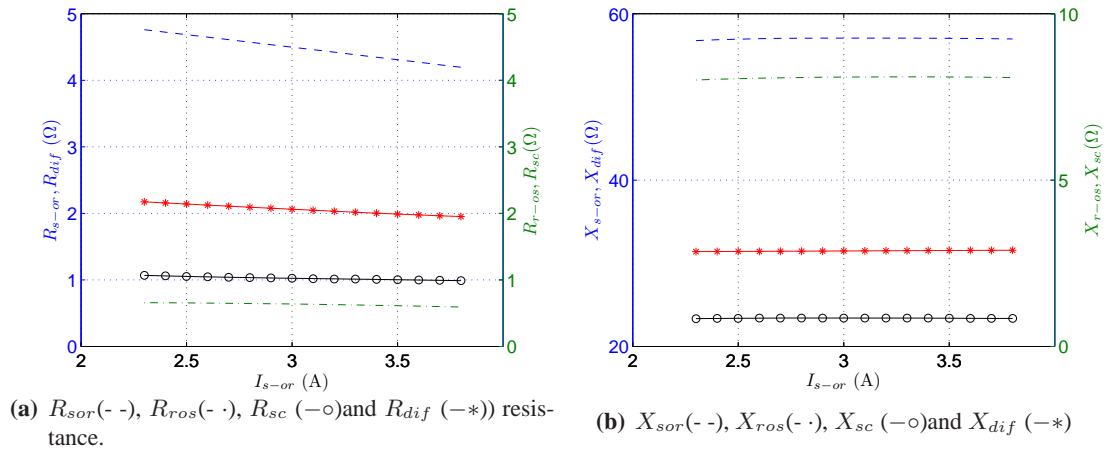 5
4
3
2
1
0
R_{s-or}, R_{dif} (Ω)
2 2.5 3 3.5
I_{s-or} (A)
5
4
3
2
1
0
R_{r-os}, R_{sc}(Ω)
(a) R_{sor}(- -), R_{ros}(- ·), R_{sc} (−○)and R_{dif} (−∗)) resis-
tance.
60
40
20
X_{s-or}, X_{dif}(Ω)
2 2.5 3 3.5
I_{s-or} (A)
10
5
0
X_{r-os}, X_{sc}(Ω)
(b) X_{sor}(- -), X_{ros}(- ·), X_{sc} (−○)and X_{dif} (−∗)